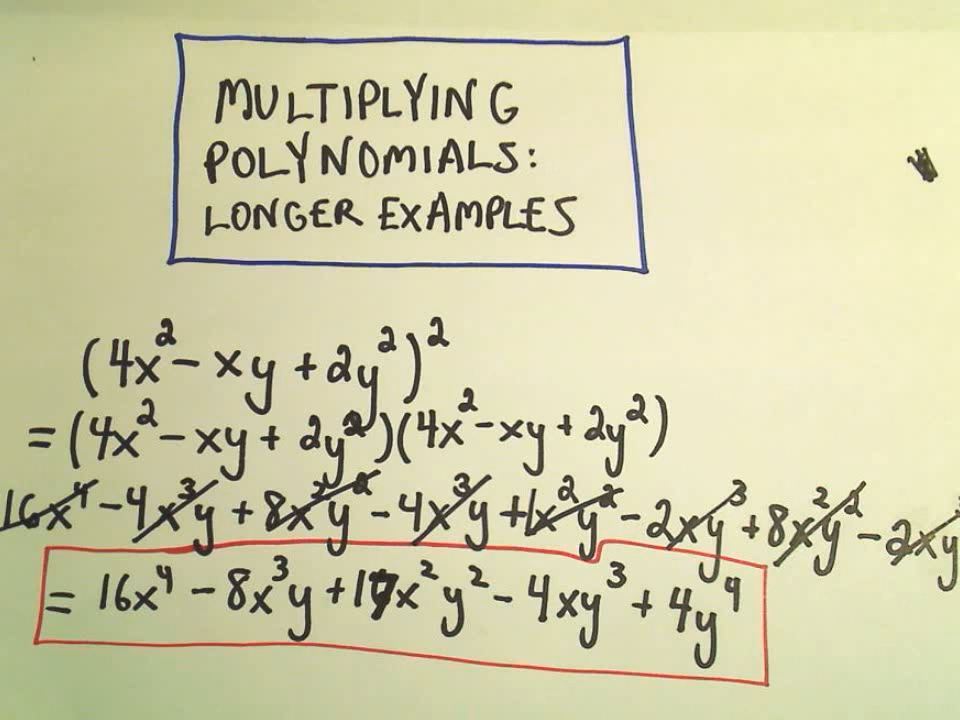 MULTIPLYING
POLYNOMIALS:
LONGER EXAMPLES
(4x² - xy + 2y²)²
= (4x² - xy + 2y²)(4x² - xy + 2y²)
16x⁴ - 4x³y + 8x²y² - 4x³y + 1x²y² - 2xy³ + 8x²y² - 2xy³
= 16x⁴ - 8x³y + 17x²y² - 4xy³ + 4y⁴